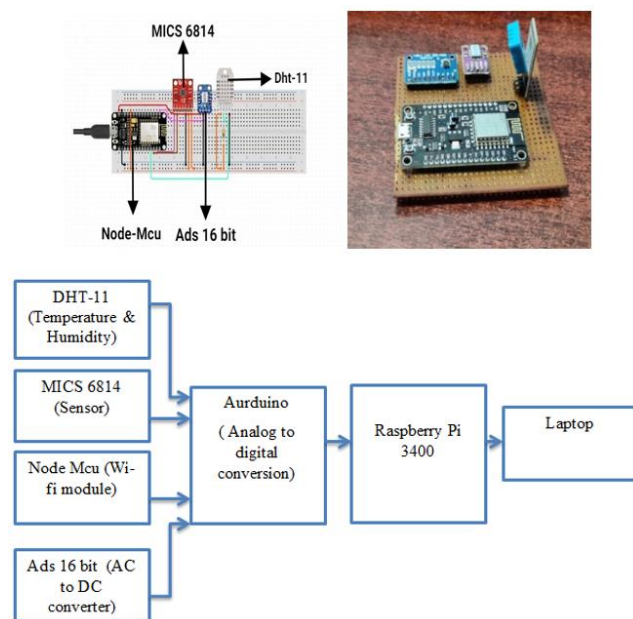 MICS 6814
Dht-11
Node-Mcu
Ads 16 bit
DHT-11
(Temperature &
Humidity)
MICS 6814
(Sensor)
Node Mcu (Wi-
fi module)
Ads 16 bit (AC
to DC
converter)
Aurduino
( Analog to
digital
conversion)
Raspberry Pi
3400
Laptop